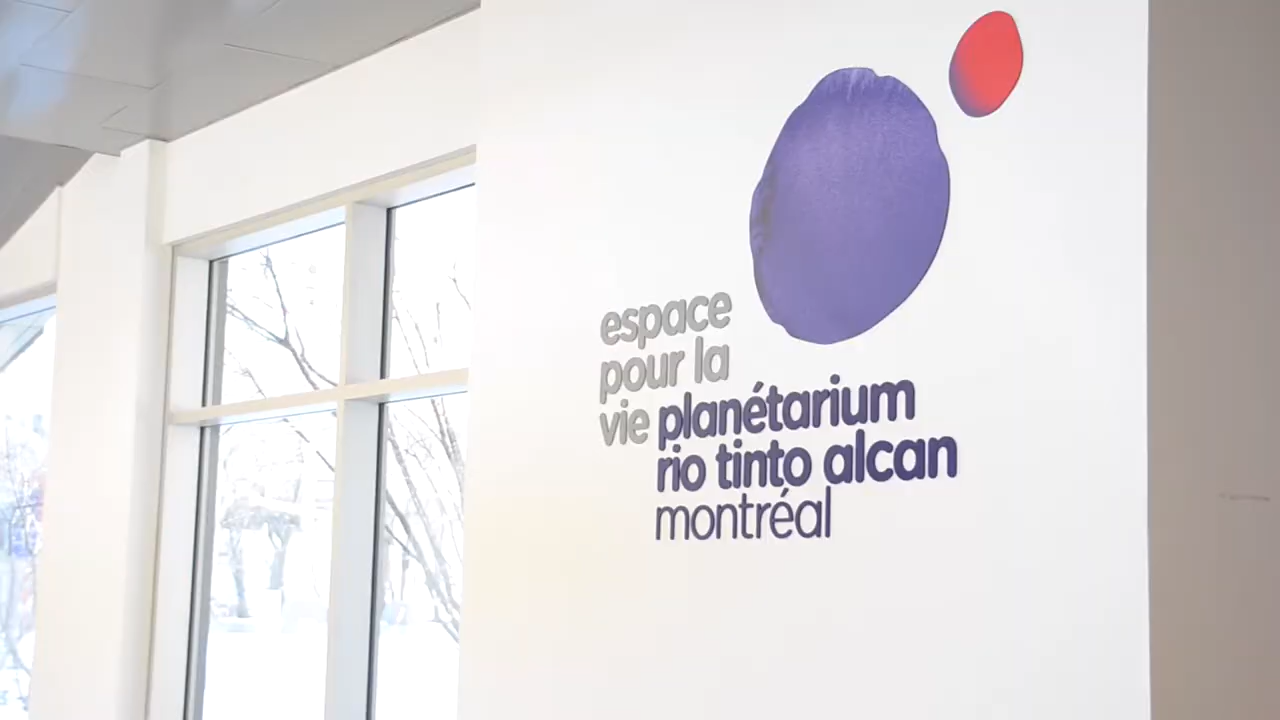 espace
pour la
vie planétarium
rio tinto alcan
montréal